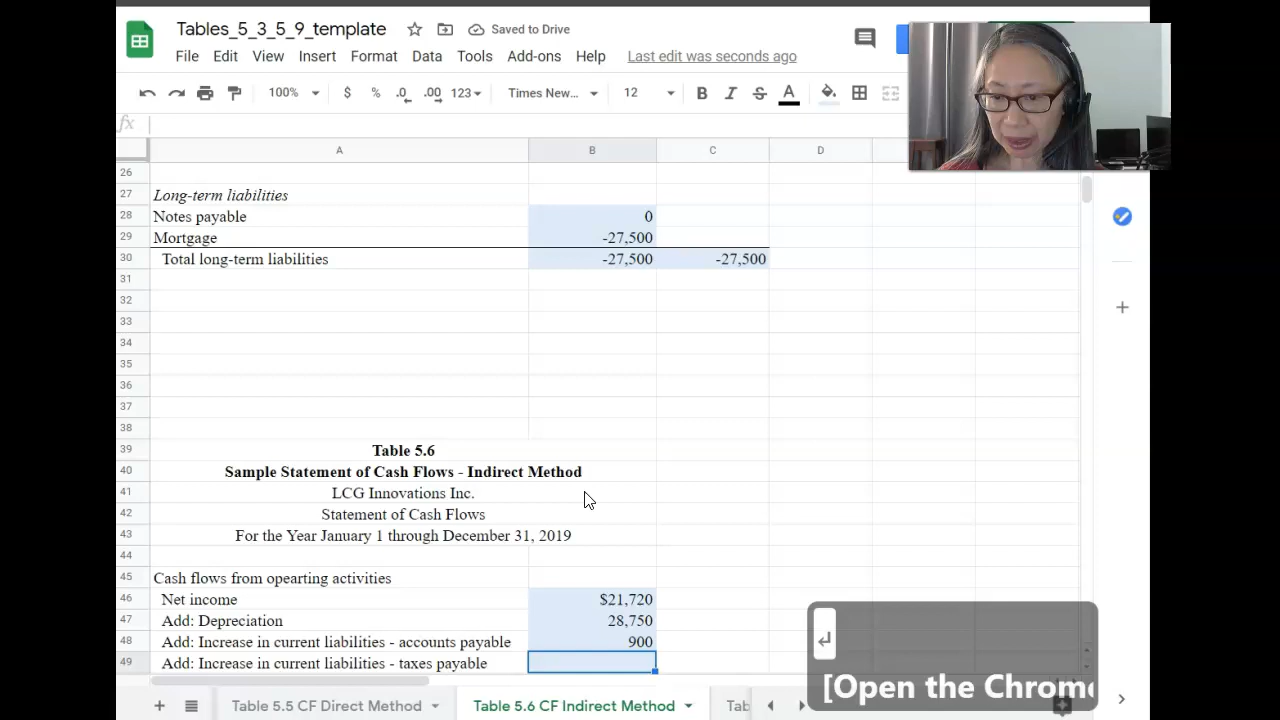 Tables_5_3_5_9_template
Saved to Drive
File Edit View Insert Format Data Tools Add-ons Help Last edit was seconds ago
100% $ % .0 .00 123 Times New... 12 B I S A
fx
A B C D
26
27 Long-term liabilities
28 Notes payable 0
29 Mortgage -27,500
30 Total long-term liabilities -27,500 -27,500
31
32
33
34
35
36
37
38
39 Table 5.6
40 Sample Statement of Cash Flows - Indirect Method
41 LCG Innovations Inc.
42 Statement of Cash Flows
43 For the Year January 1 through December 31, 2019
44
45 Cash flows from opearting activities
46 Net income $21,720
47 Add: Depreciation 28,750
48 Add: Increase in current liabilities - accounts payable 900
49 Add: Increase in current liabilities - taxes payable
[Open the Chrome
Table 5.5 CF Direct Method Table 5.6 CF Indirect Method Tab